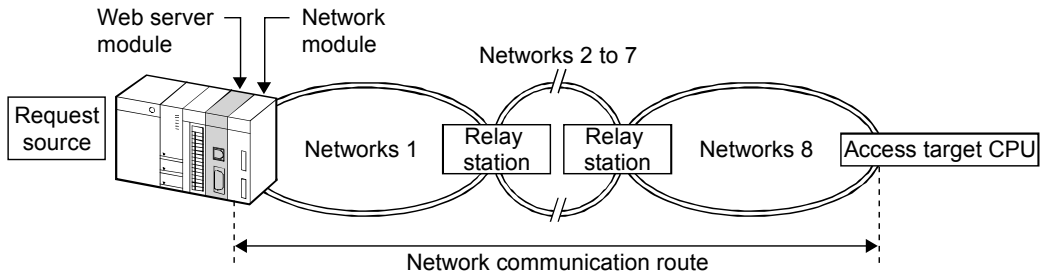 Web server
module
Network
module
Networks 2 to 7
Request
source
Networks 1
Relay
station
Relay
station
Networks 8
Access target CPU
Network communication route